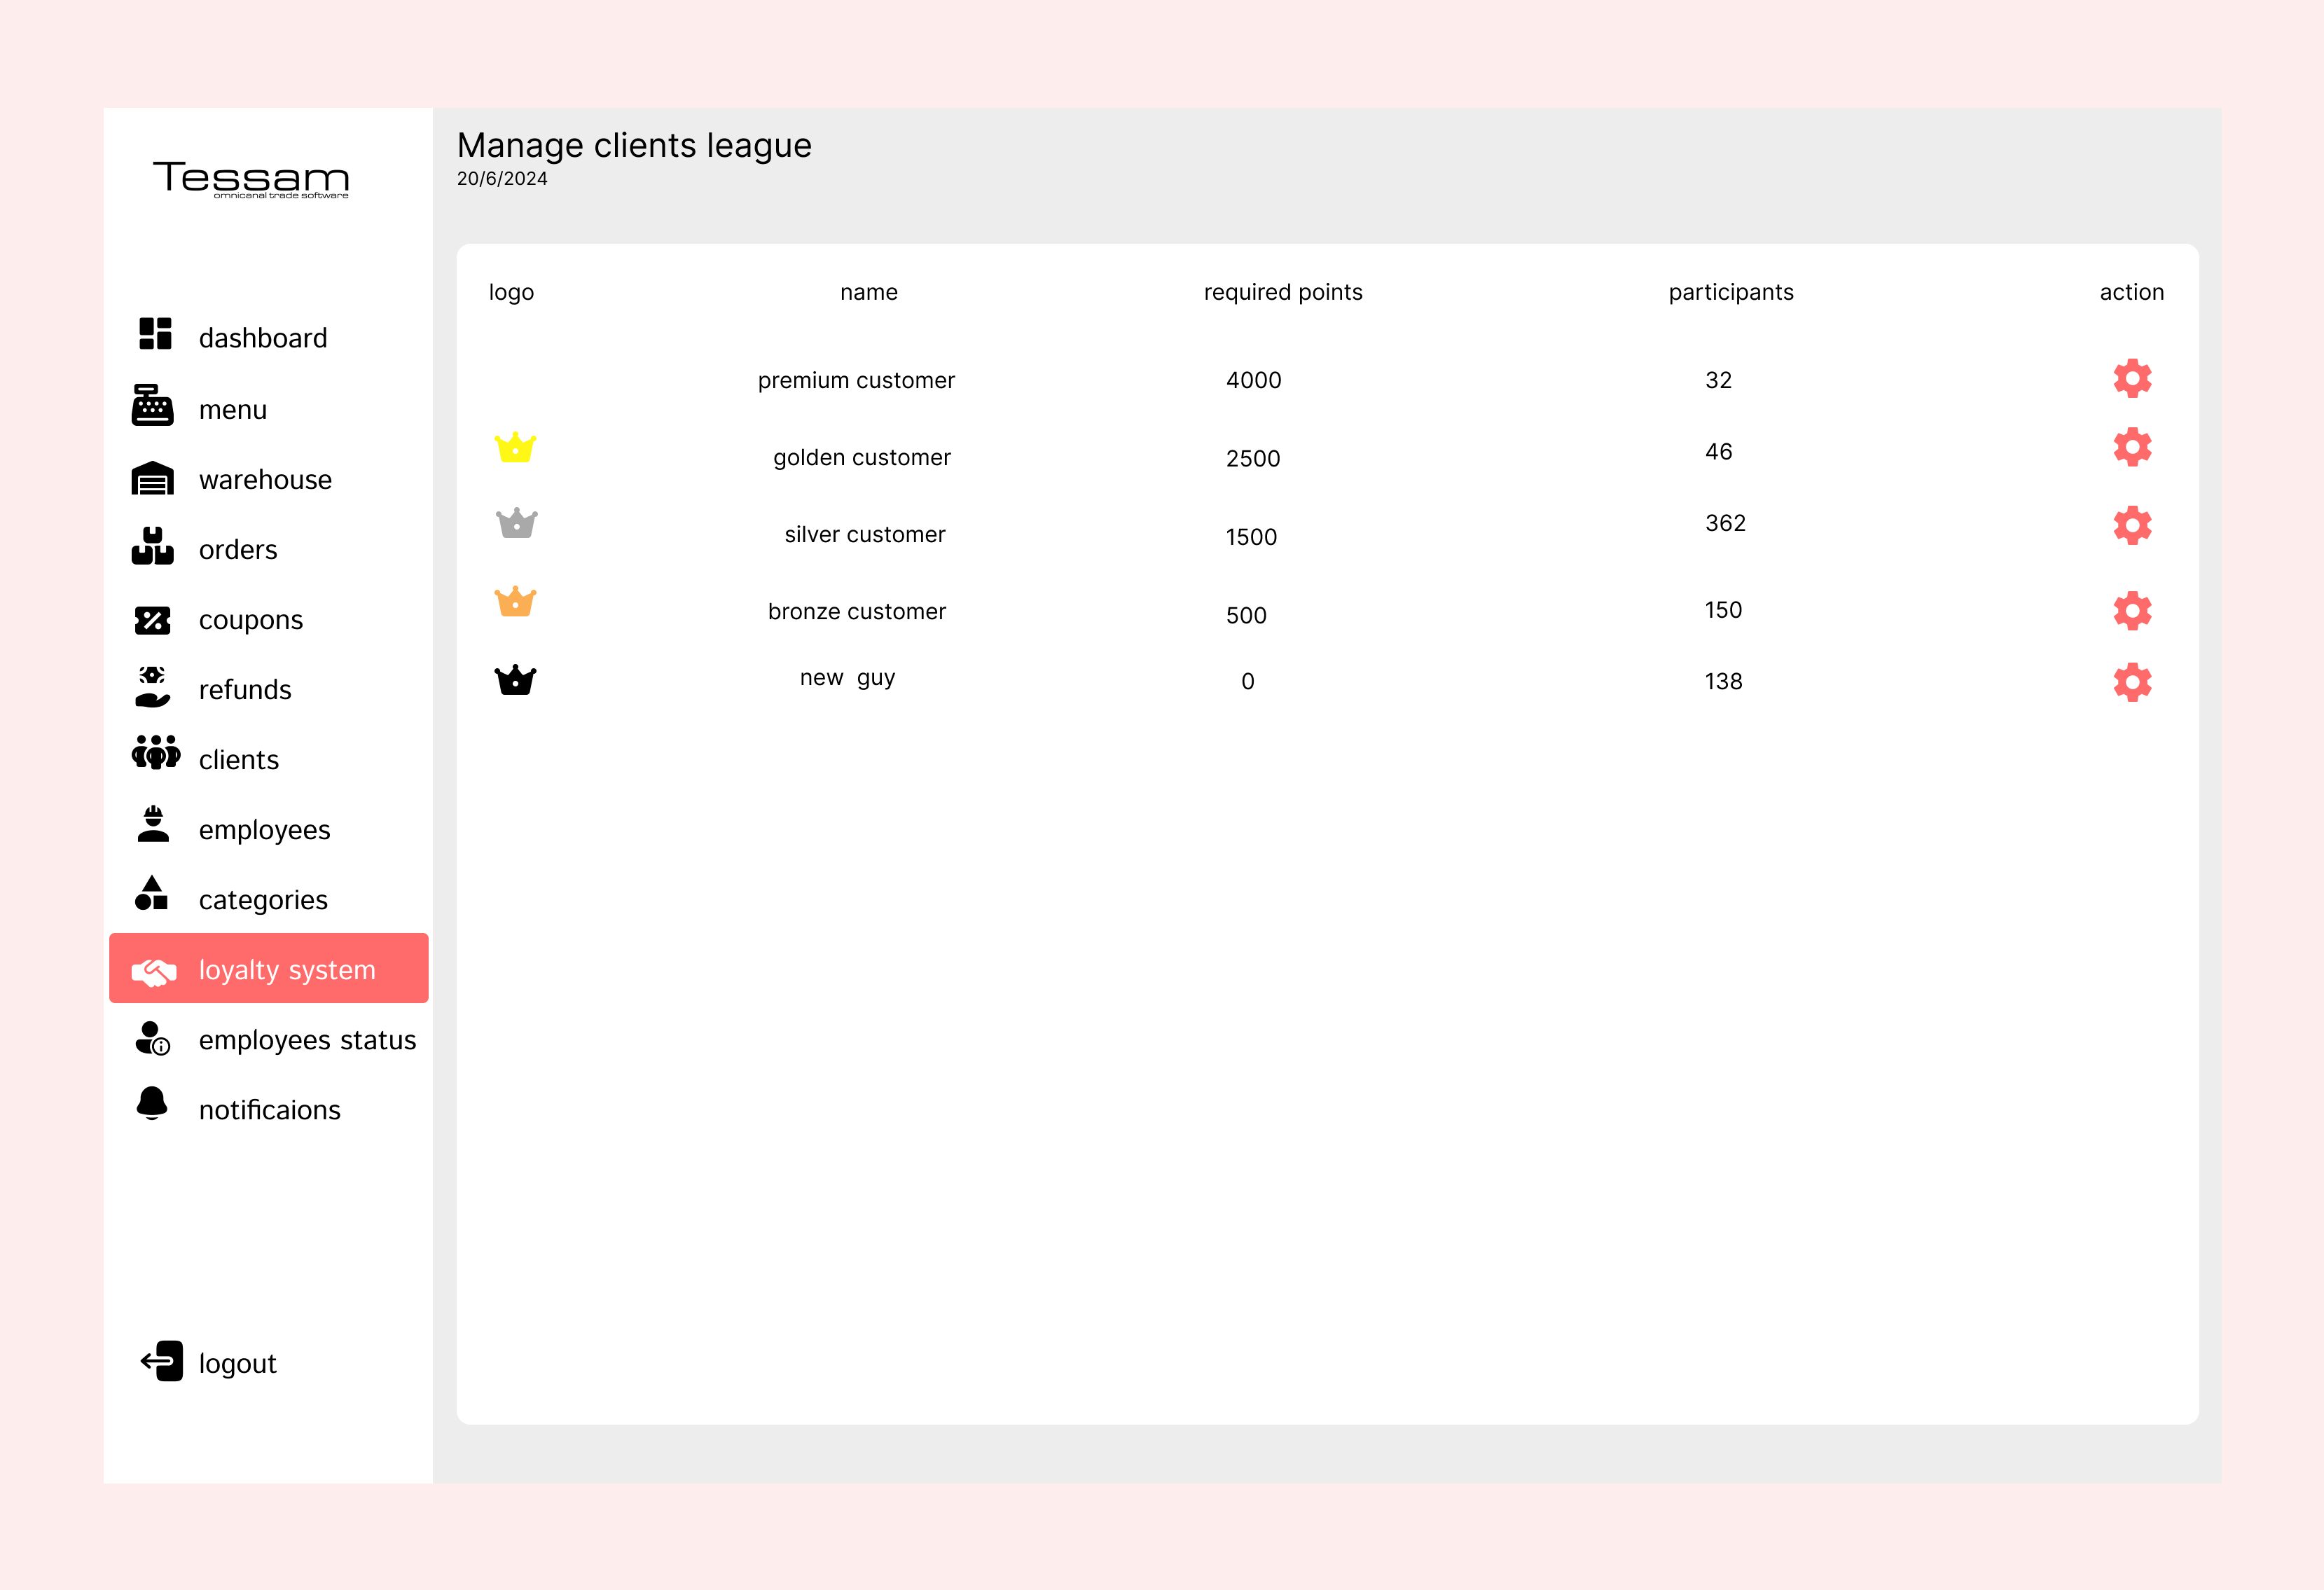 Tessam
omnicanal trade software
dashboard
menu
warehouse
orders
coupons
refunds
clients
employees
categories
loyalty system
employees status
notificaions
logout
Manage clients league
20/6/2024
logo name required points participants action
premium customer 4000 32
golden customer 2500 46
silver customer 1500 362
bronze customer 500 150
new guy 0 138